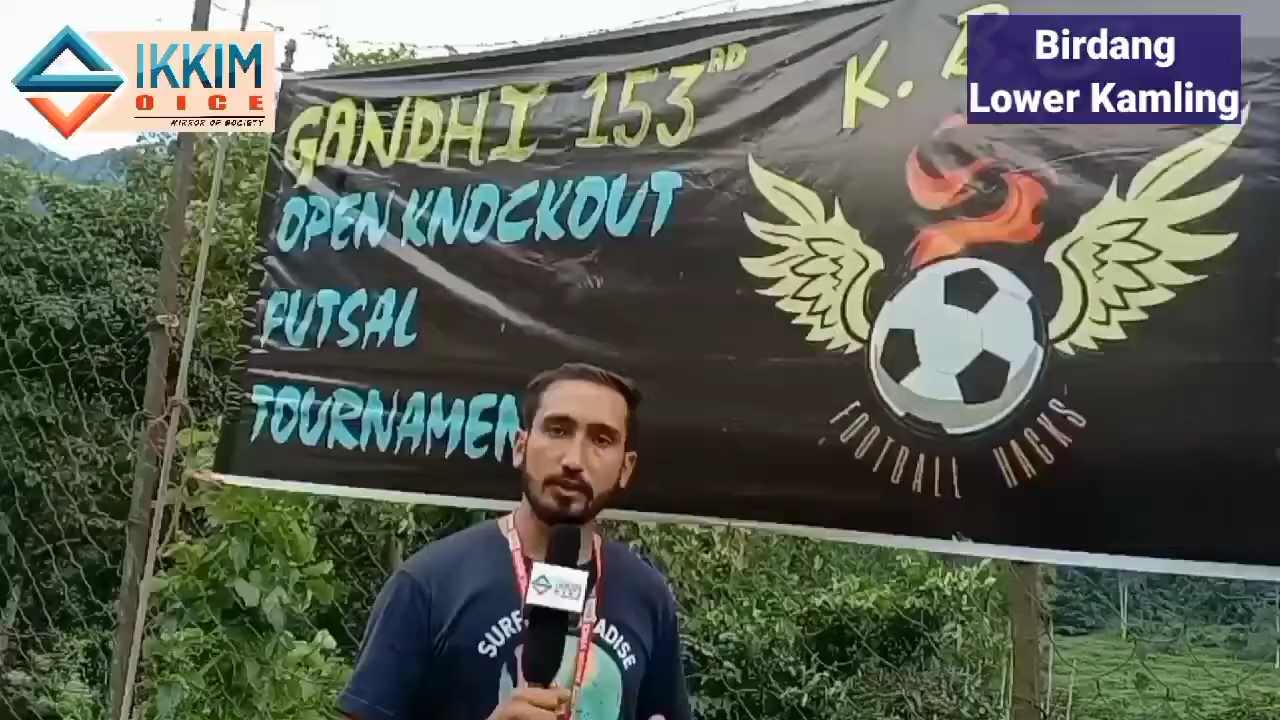 IKKIM
OICE
MIRROR OF SOCIETY
Birdang
Lower Kamling
GANDHI 153RD
K. B.
OPEN KNOCKOUT
FUTSAL
TOURNAMEN
FOOTBALL HACKS
SURF
ADISE